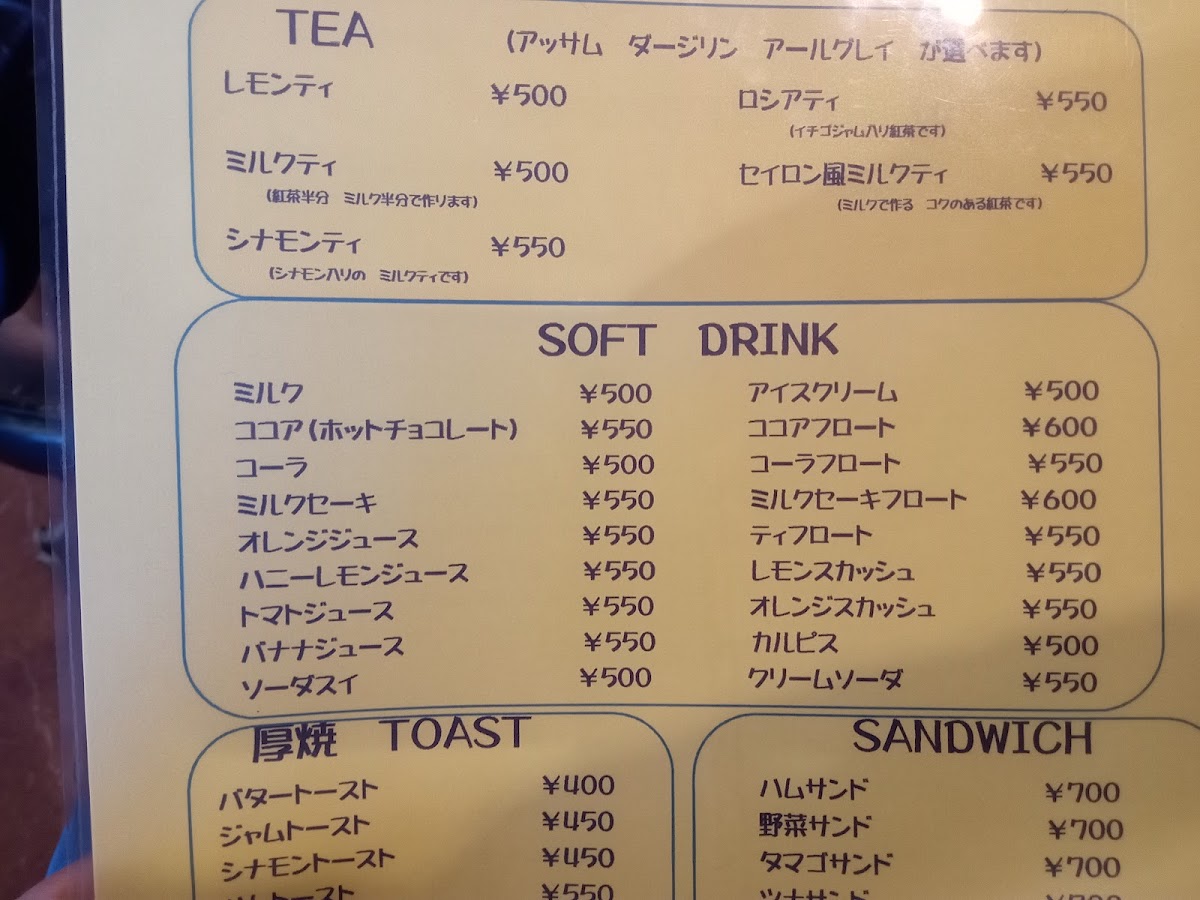 TEA (アッサム ダージリン アールグレイ が選べます)
レモンティ ¥500 ロシアティ ¥550
(イチゴジャム入リ紅茶です)
ミルクティ ¥500 セイロン風ミルクティ ¥550
(紅茶半分 ミルク半分で作ります) (ミルクで作る コクのある紅茶です)
シナモンティ ¥550
(シナモン入リの ミルクティです)
SOFT DRINK
ミルク ¥500 アイスクリーム ¥500
ココア(ホットチョコレート) ¥550 ココアフロート ¥600
コーラ ¥500 コーラフロート ¥550
ミルクセーキ ¥550 ミルクセーキフロート ¥600
オレンジジュース ¥550 ティフロート ¥550
ハニーレモンジュース ¥550 レモンスカッシュ ¥550
トマトジュース ¥550 オレンジスカッシュ ¥550
バナナジュース ¥550 カルピス ¥500
ソーダスイ ¥500 クリームソーダ ¥550
厚焼 TOAST SANDWICH
バタートースト ¥400 ハムサンド ¥700
ジャムトースト ¥450 野菜サンド ¥700
シナモントースト ¥450 タマゴサンド ¥700
¥550 ツナサンド ¥700